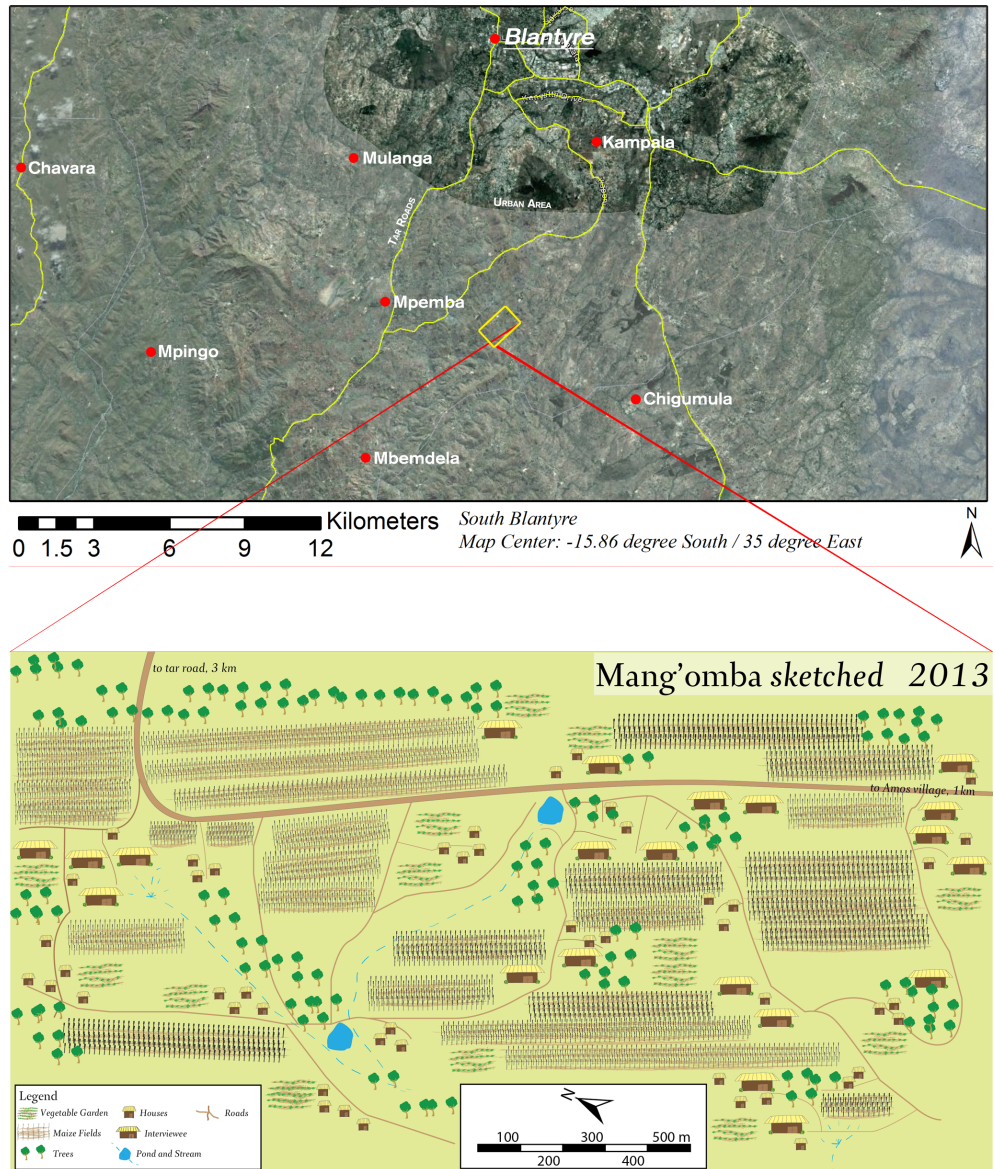 Blantyre
Kampala
Mulanga
Chavara
URBAN AREA
TAR ROADS
Mpemba
Mpingo
Chigumula
Mbemdela
Kilometers
0 1.5 3 6 9 12
South Blantyre
Map Center: -15.86 degree South / 35 degree East
N
to tar road, 3 km
Mang'omba sketched 2013
to Amos village, 1km
Legend
Vegetable Garden
Houses
Roads
Maize Fields
Interviewee
Trees
Pond and Stream
N
100 300 500 m
200 400